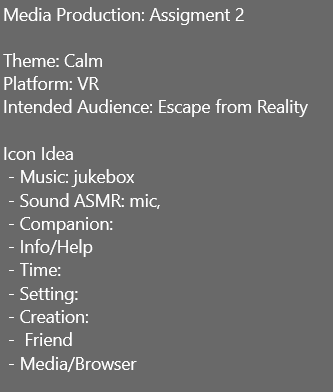 Media Production: Assigment 2
Theme: Calm
Platform: VR
Intended Audience: Escape from Reality
Icon Idea
- Music: jukebox
- Sound ASMR: mic,
- Companion:
- Info/Help
- Time:
- Setting:
- Creation:
- Friend
- Media/Browser